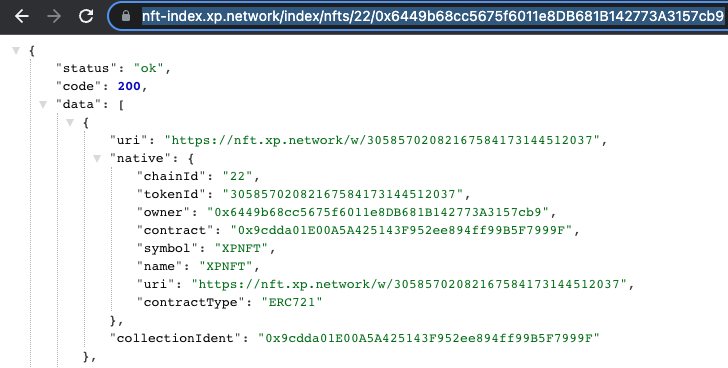 nft-index.xp.network/index/nfts/22/0x6449b68cc5675f6011e8DB681B142773A3157cb9
{
"status": "ok",
"code": 200,
"data": [
{
"uri": "https://nft.xp.network/w/30585702082167584173144512037",
"native": {
"chainId": "22",
"tokenId": "30585702082167584173144512037",
"owner": "0x6449b68cc5675f6011e8DB681B142773A3157cb9",
"contract": "0x9cdda01E00A5A425143F952ee894ff99B5F7999F",
"symbol": "XPNFT",
"name": "XPNFT",
"uri": "https://nft.xp.network/w/30585702082167584173144512037",
"contractType": "ERC721"
},
"collectionIdent": "0x9cdda01E00A5A425143F952ee894ff99B5F7999F"
},